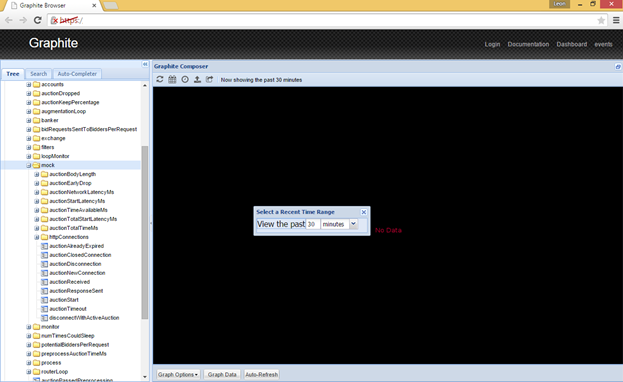 Graphite Browser
https:/
Graphite
Login Documentation Dashboard events
Tree Search Auto-Completer
accounts
auctionDropped
auctionKeepPercentage
augmentationLoop
banker
bidRequestsSentToBiddersPerRequest
exchange
filters
loopMonitor
mock
auctionBodyLength
auctionEarlyDrop
auctionNetworkLatencyMs
auctionStartLatencyMs
auctionTimeAvailableMs
auctionTotalStartLatencyMs
auctionTotalTimeMs
httpConnections
auctionAlreadyExpired
auctionClosedConnection
auctionDisconnection
auctionNewConnection
auctionReceived
auctionResponseSent
auctionStart
auctionTimeout
disconnectWithActiveAuction
monitor
numTimesCouldSleep
potentialBiddersPerRequest
preprocessAuctionTimeMs
process
routerLoop
auctionPassedPreprocessing
Graphite Composer
Now showing the past 30 minutes
Select a Recent Time Range
View the past 30 minutes
No Data
Graph Options Graph Data Auto-Refresh